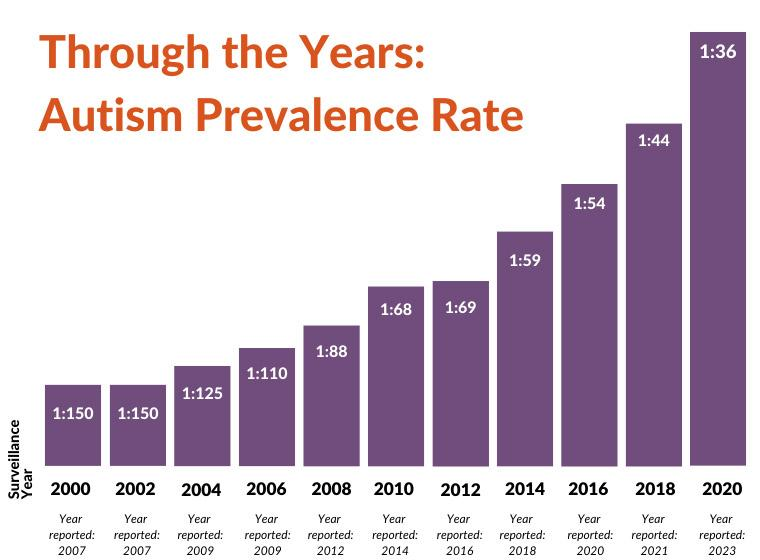 Through the Years:
Autism Prevalence Rate
1:150
1:150
1:125
1:110
1:88
1:68
1:69
1:59
1:54
1:44
1:36
Surveillance
Year
2000
2002
2004
2006
2008
2010
2012
2014
2016
2018
2020
Year
reported:
2007
Year
reported:
2007
Year
reported:
2009
Year
reported:
2009
Year
reported:
2012
Year
reported:
2014
Year
reported:
2016
Year
reported:
2018
Year
reported:
2020
Year
reported:
2021
Year
reported:
2023